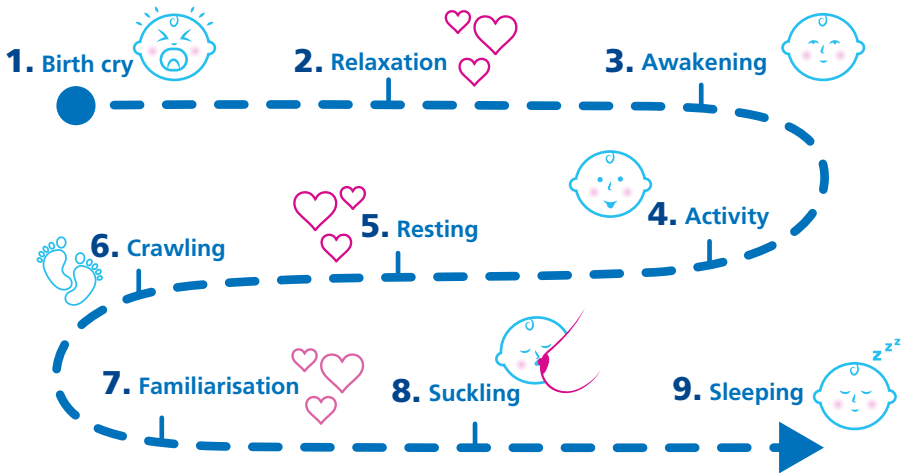 1. Birth cry
2. Relaxation
3. Awakening
4. Activity
5. Resting
6. Crawling
7. Familiarisation
8. Suckling
9. Sleeping
z z z